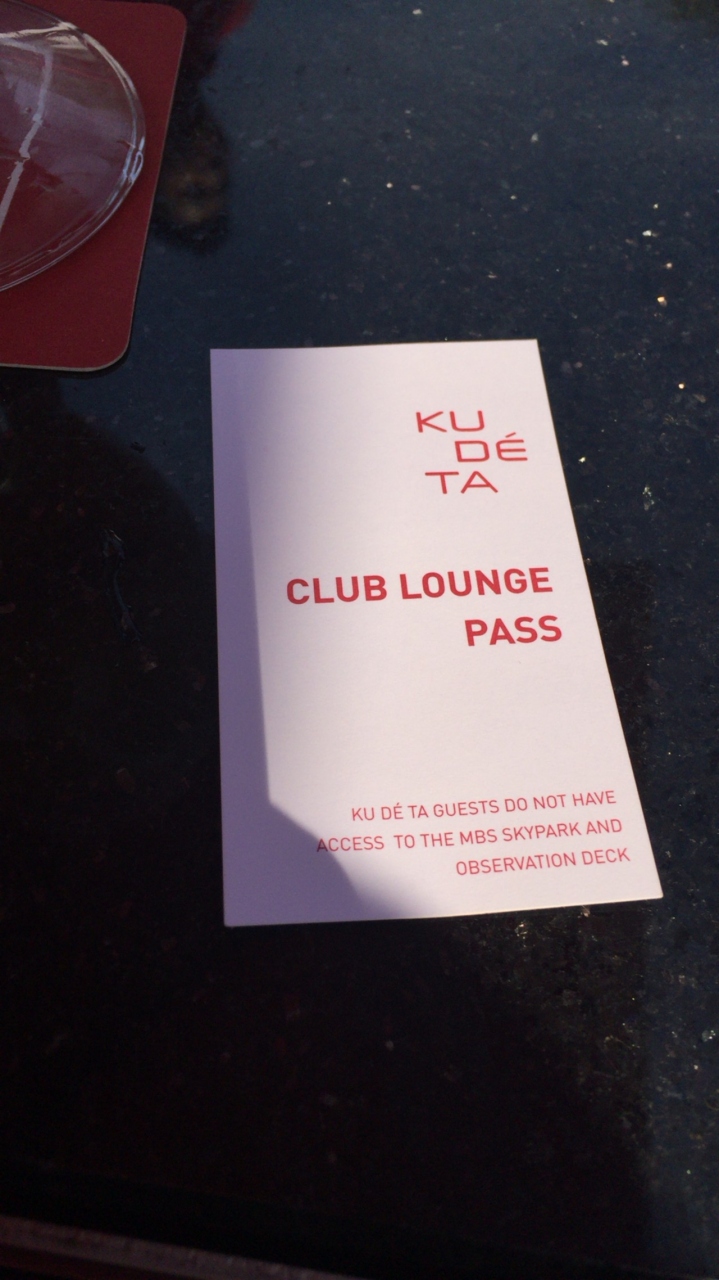 KU
DÉ
TA
CLUB LOUNGE
PASS
KU DÉ TA GUESTS DO NOT HAVE
ACCESS TO THE MBS SKYPARK AND
OBSERVATION DECK